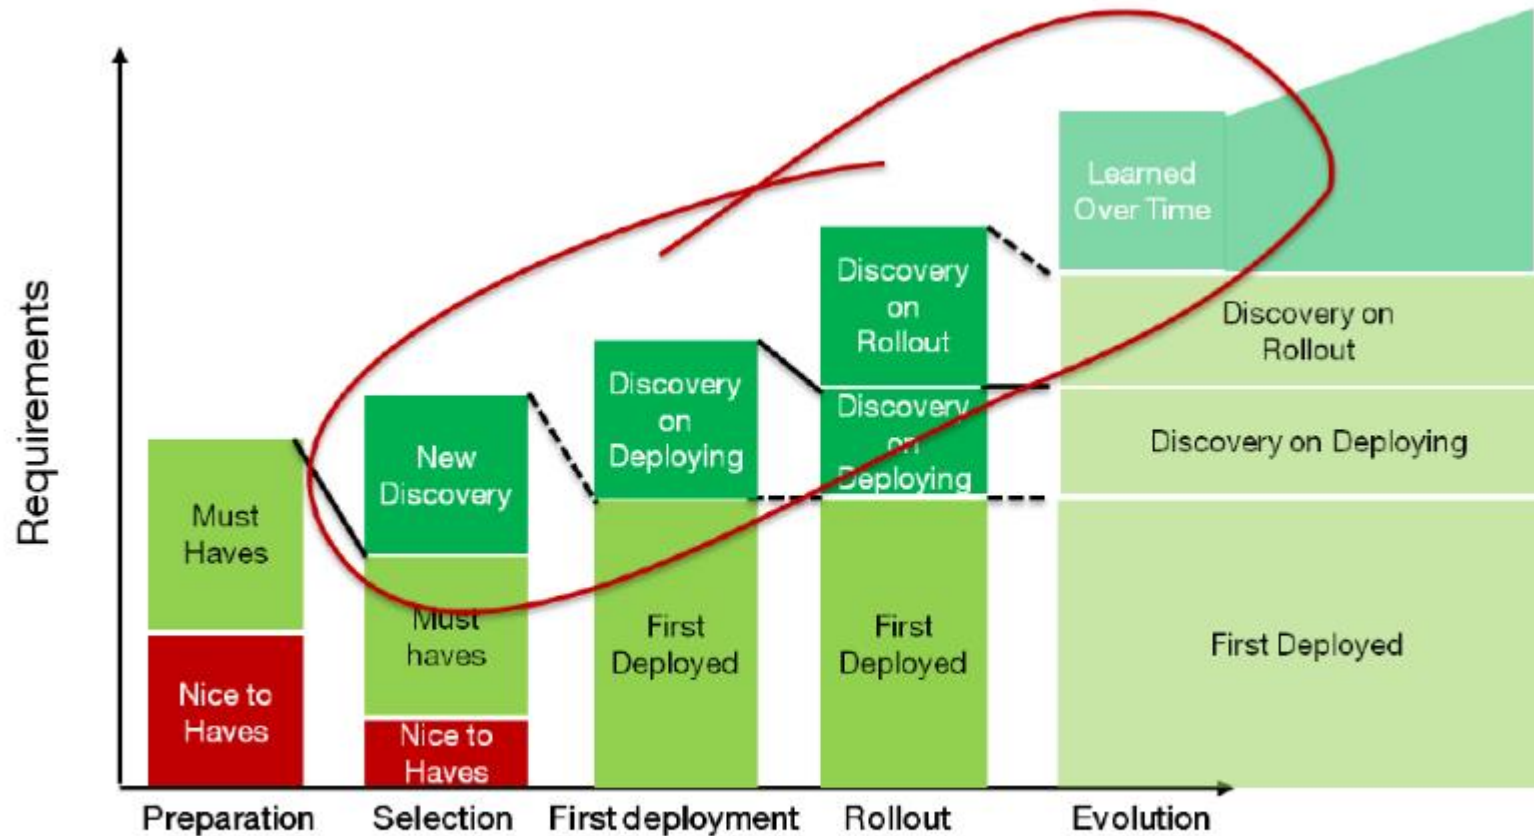 Requirements
Must
Haves
Nice to
Haves
New
Discovery
Must
haves
Nice to
Haves
Discovery
on
Deploying
First
Deployed
Discovery
on
Rollout
Discovery
on
Deploying
First
Deployed
Learned
Over Time
Discovery on
Rollout
Discovery on Deploying
First Deployed
Preparation
Selection
First deployment
Rollout
Evolution